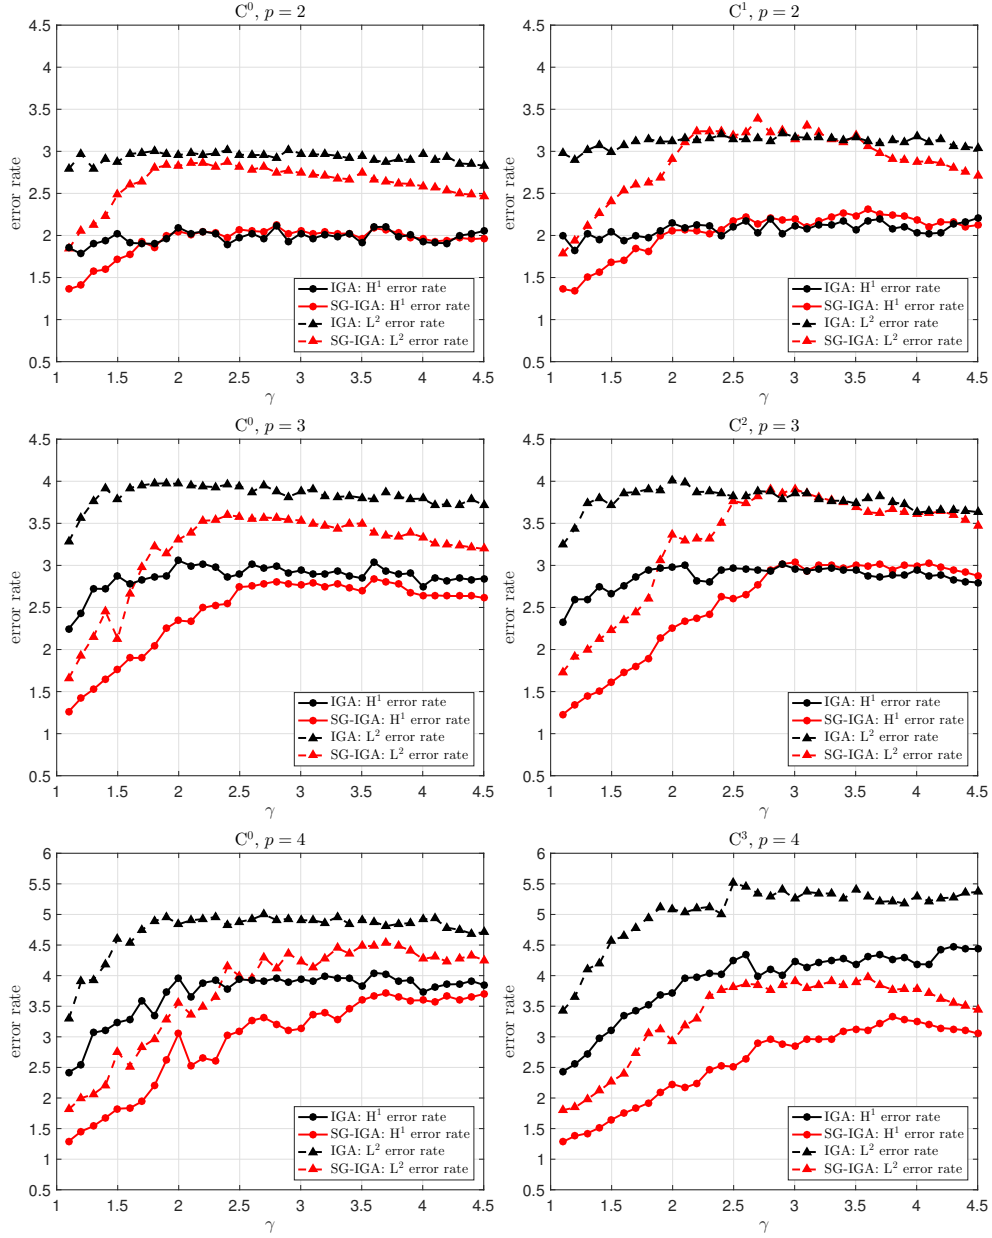 C⁰, p = 2
4.5
4
3.5
3
2.5
2
1.5
1
0.5
error rate
IGA: H¹ error rate
SG-IGA: H¹ error rate
IGA: L² error rate
SG-IGA: L² error rate
1 1.5 2 2.5 3 3.5 4 4.5
γ
C¹, p = 2
4.5
4
3.5
3
2.5
2
1.5
1
0.5
error rate
IGA: H¹ error rate
SG-IGA: H¹ error rate
IGA: L² error rate
SG-IGA: L² error rate
1 1.5 2 2.5 3 3.5 4 4.5
γ
C⁰, p = 3
4.5
4
3.5
3
2.5
2
1.5
1
0.5
error rate
IGA: H¹ error rate
SG-IGA: H¹ error rate
IGA: L² error rate
SG-IGA: L² error rate
1 1.5 2 2.5 3 3.5 4 4.5
γ
C², p = 3
4.5
4
3.5
3
2.5
2
1.5
1
0.5
error rate
IGA: H¹ error rate
SG-IGA: H¹ error rate
IGA: L² error rate
SG-IGA: L² error rate
1 1.5 2 2.5 3 3.5 4 4.5
γ
C⁰, p = 4
6
5.5
5
4.5
4
3.5
3
2.5
2
1.5
1
0.5
error rate
IGA: H¹ error rate
SG-IGA: H¹ error rate
IGA: L² error rate
SG-IGA: L² error rate
1 1.5 2 2.5 3 3.5 4 4.5
γ
C³, p = 4
6
5.5
5
4.5
4
3.5
3
2.5
2
1.5
1
0.5
error rate
IGA: H¹ error rate
SG-IGA: H¹ error rate
IGA: L² error rate
SG-IGA: L² error rate
1 1.5 2 2.5 3 3.5 4 4.5
γ